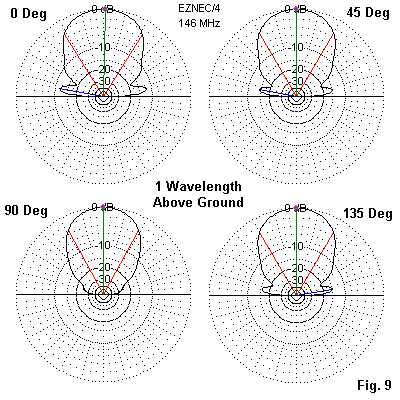 0 Deg
0 dB
10
20
30
EZNEC/4
146 MHz
45 Deg
0 dB
10
20
30
1 Wavelength
Above Ground
90 Deg
0 dB
10
20
30
135 Deg
0 dB
10
20
30
Fig. 9